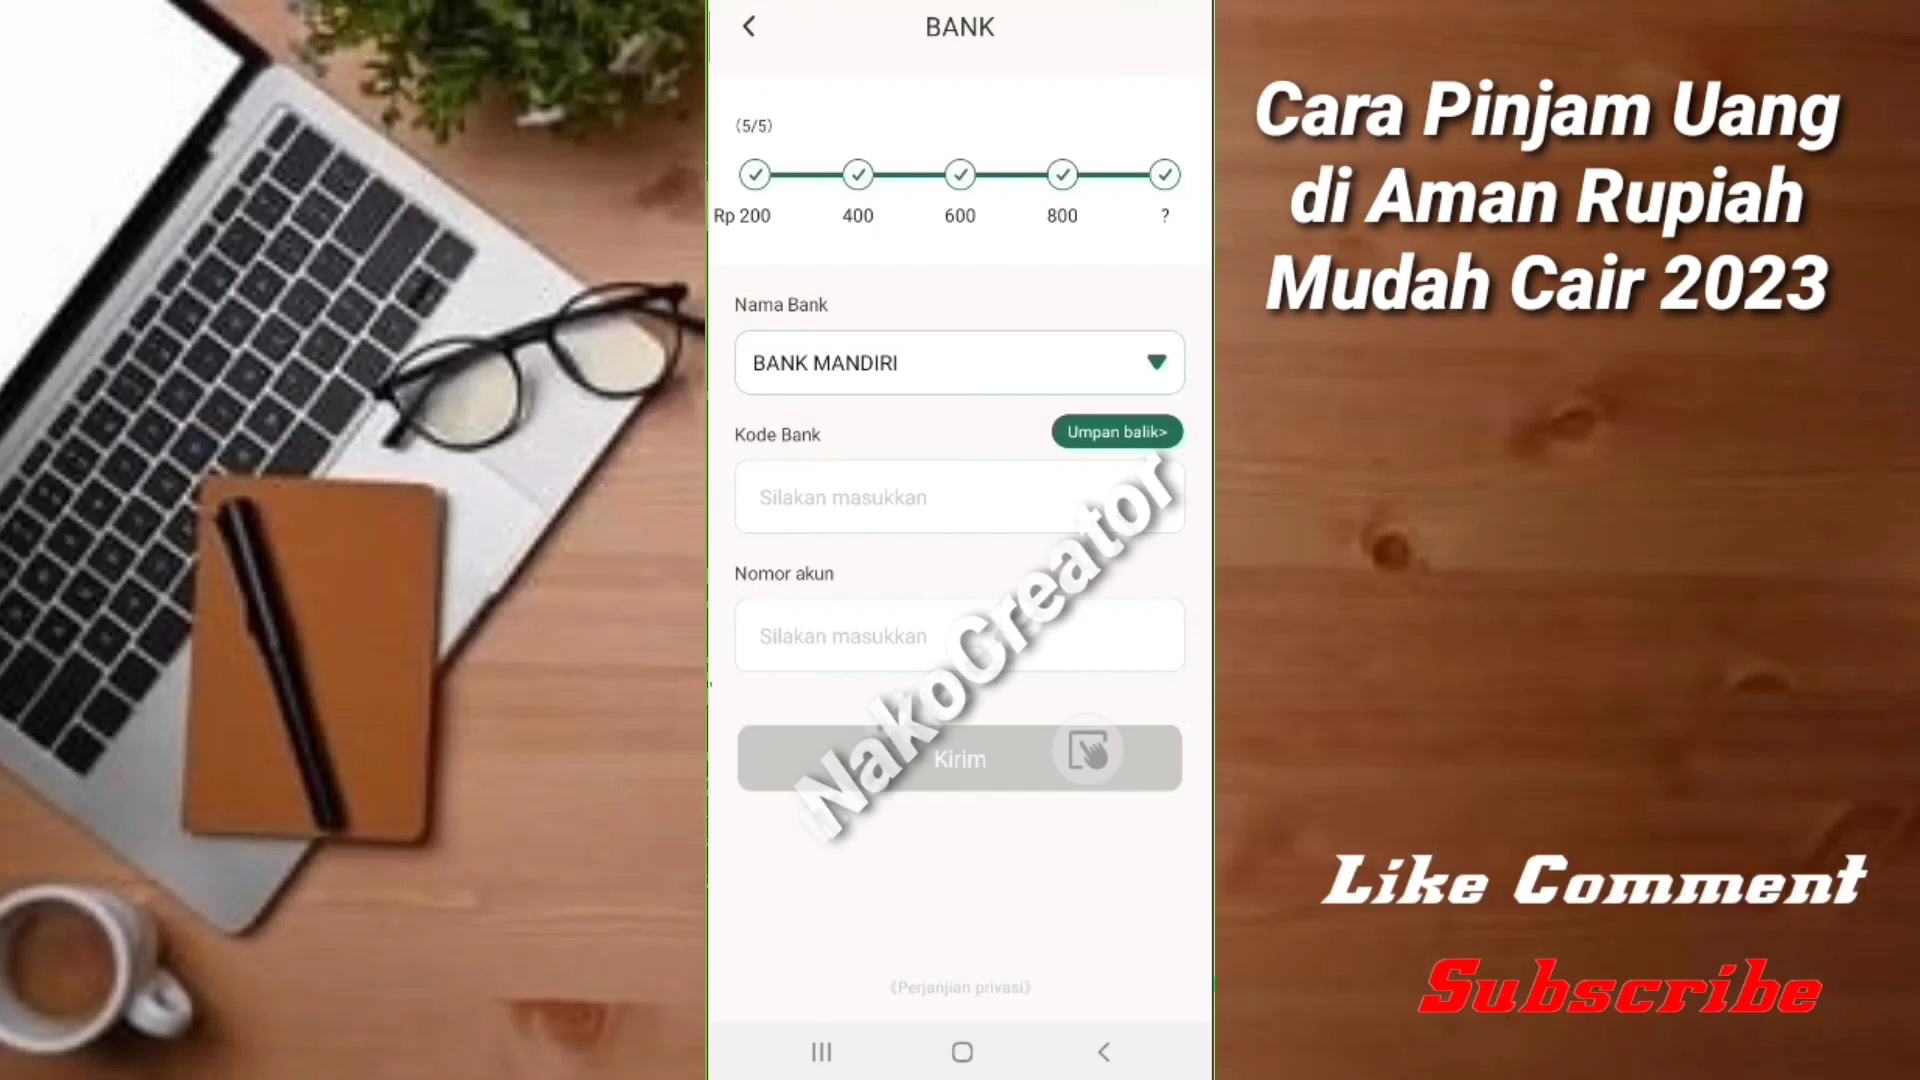 BANK
(5/5)
Rp 200 400 600 800 ?
Nama Bank
BANK MANDIRI
Kode Bank
Umpan balik>
Silakan masukkan
Nomor akun
Silakan masukkan
Kirim
NakoCreator
《Perjanjian privasi》
Cara Pinjam Uang
di Aman Rupiah
Mudah Cair 2023
Like Comment
Subscribe